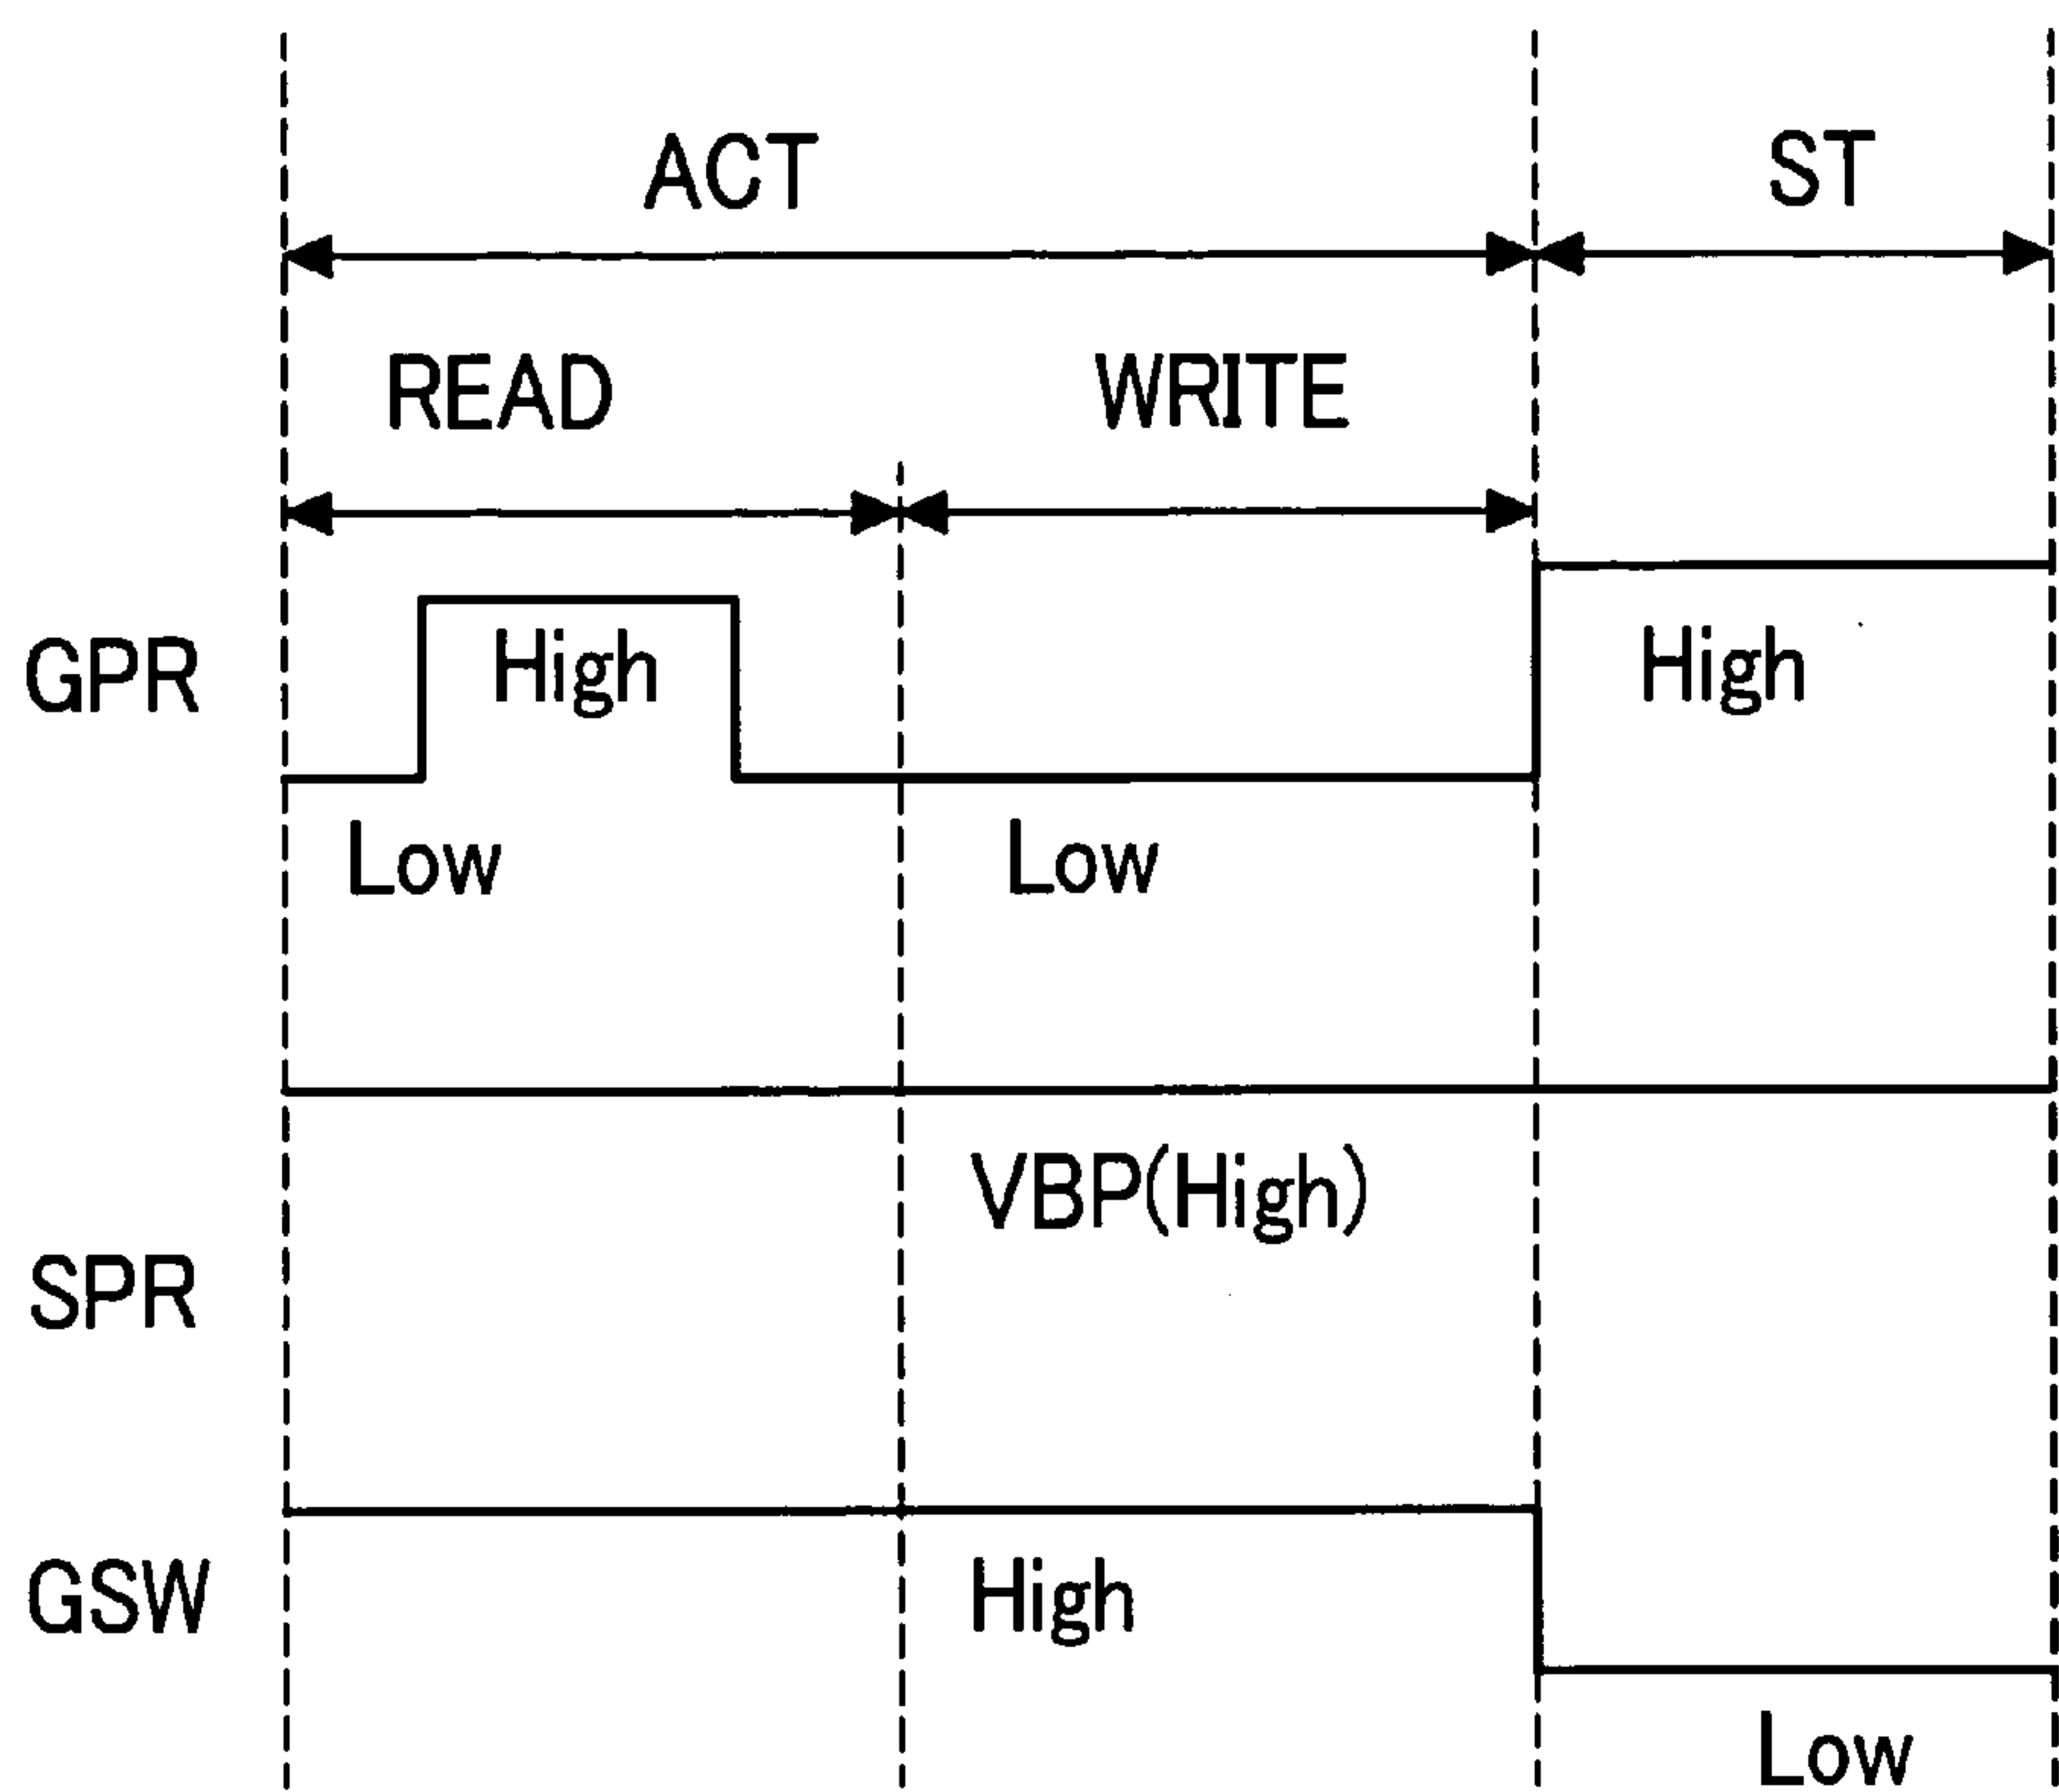 ACT ST
READ WRITE
GPR High High
Low Low
VBP(High)
SPR
GSW High
Low